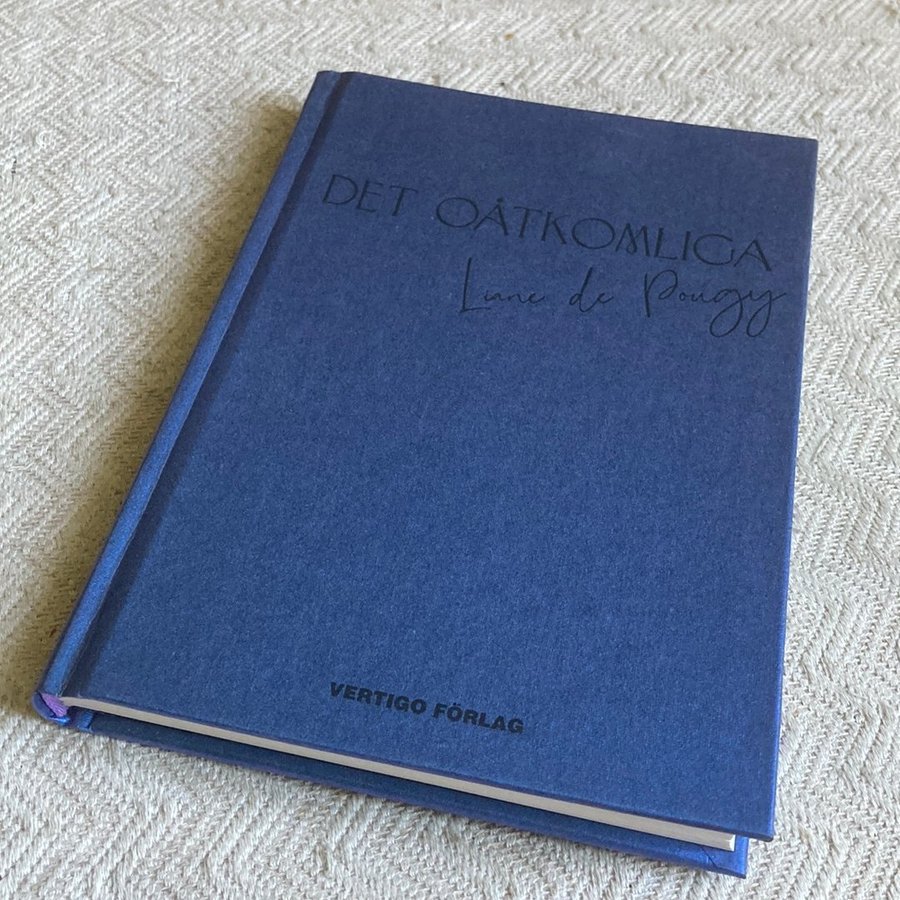 DET OÅTKOMLIGA
Liane de Pougy
VERTIGO FÖRLAG